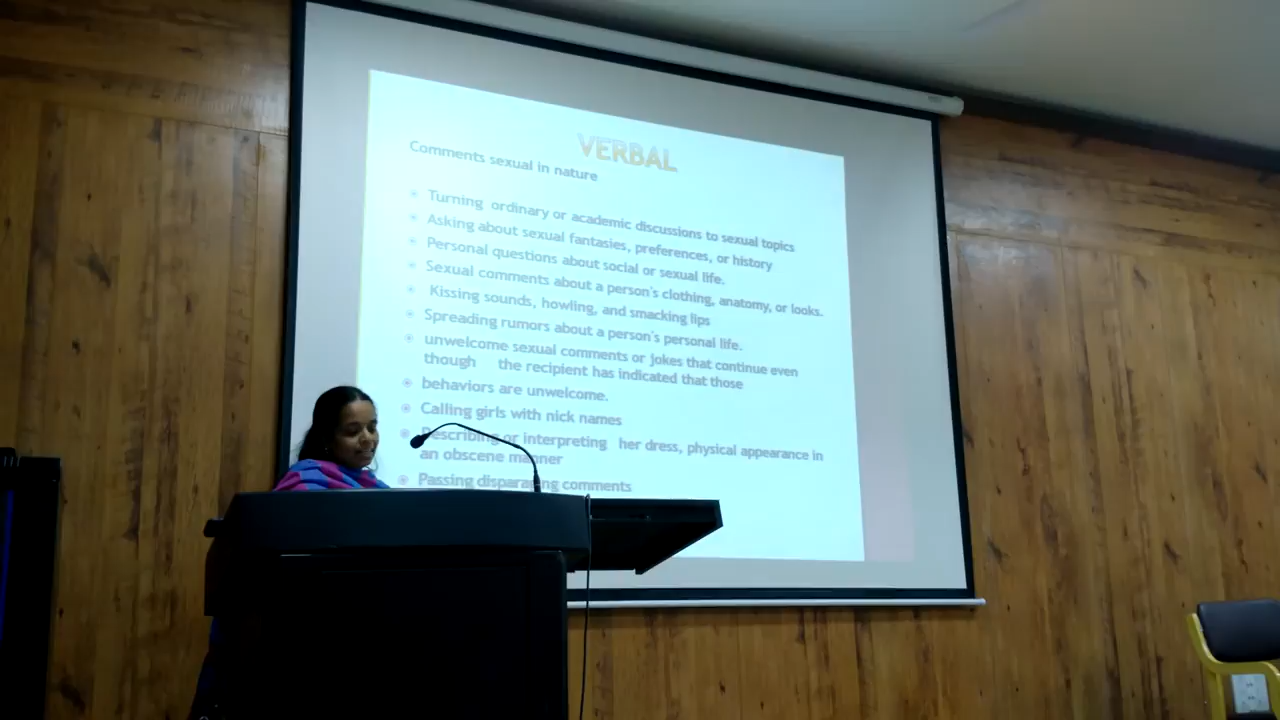 VERBAL
Comments sexual in nature
Turning ordinary or academic discussions to sexual topics
Asking about sexual fantasies, preferences, or history
Personal questions about social or sexual life.
Sexual comments about a person's clothing, anatomy, or looks.
Kissing sounds, howling, and smacking lips
Spreading rumors about a person's personal life.
unwelcome sexual comments or jokes that continue even
though the recipient has indicated that those
behaviors are unwelcome.
Calling girls with nick names
Describing or interpreting her dress, physical appearance in
an obscene manner
Passing disparaging comments